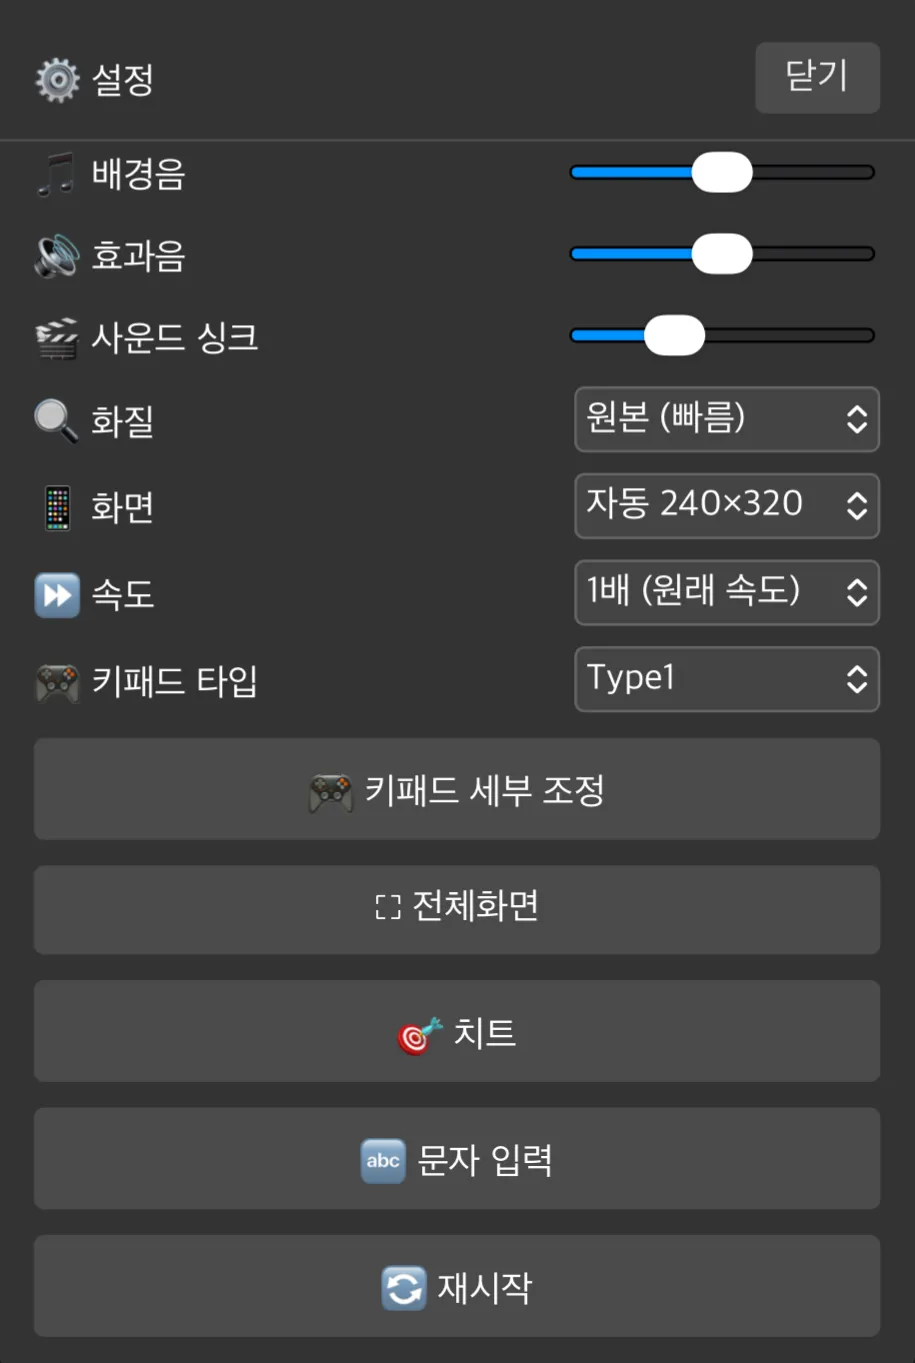 설정
닫기
배경음
효과음
사운드 싱크
화질
원본 (빠름)
화면
자동 240×320
속도
1배 (원래 속도)
키패드 타입
Type1
키패드 세부 조정
전체화면
치트
abc 문자 입력
재시작